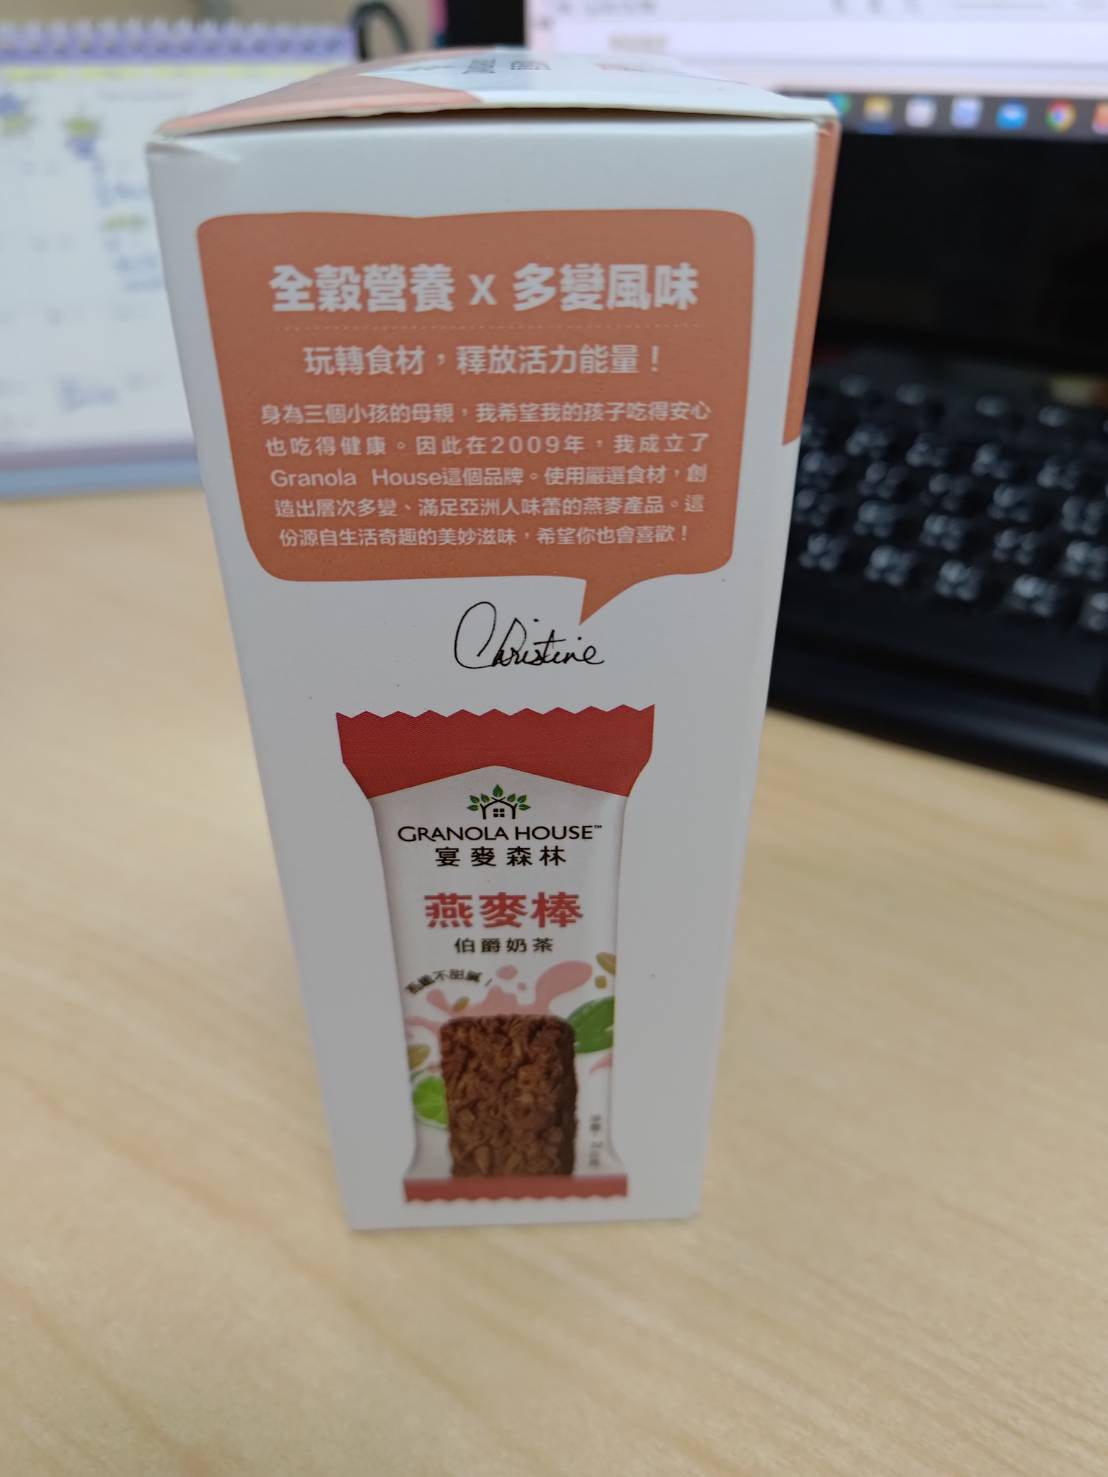 全穀營養 x 多變風味
玩轉食材，釋放活力能量！
身為三個小孩的母親，我希望我的孩子吃得安心
也吃得健康。因此在2009年，我成立了
Granola House這個品牌。使用嚴選食材，創
造出層次多變、滿足亞洲人味蕾的燕麥產品。這
份源自生活奇趣的美妙滋味，希望你也會喜歡！
Christine
GRANOLA HOUSE™
宴麥森林
燕麥棒
伯爵奶茶